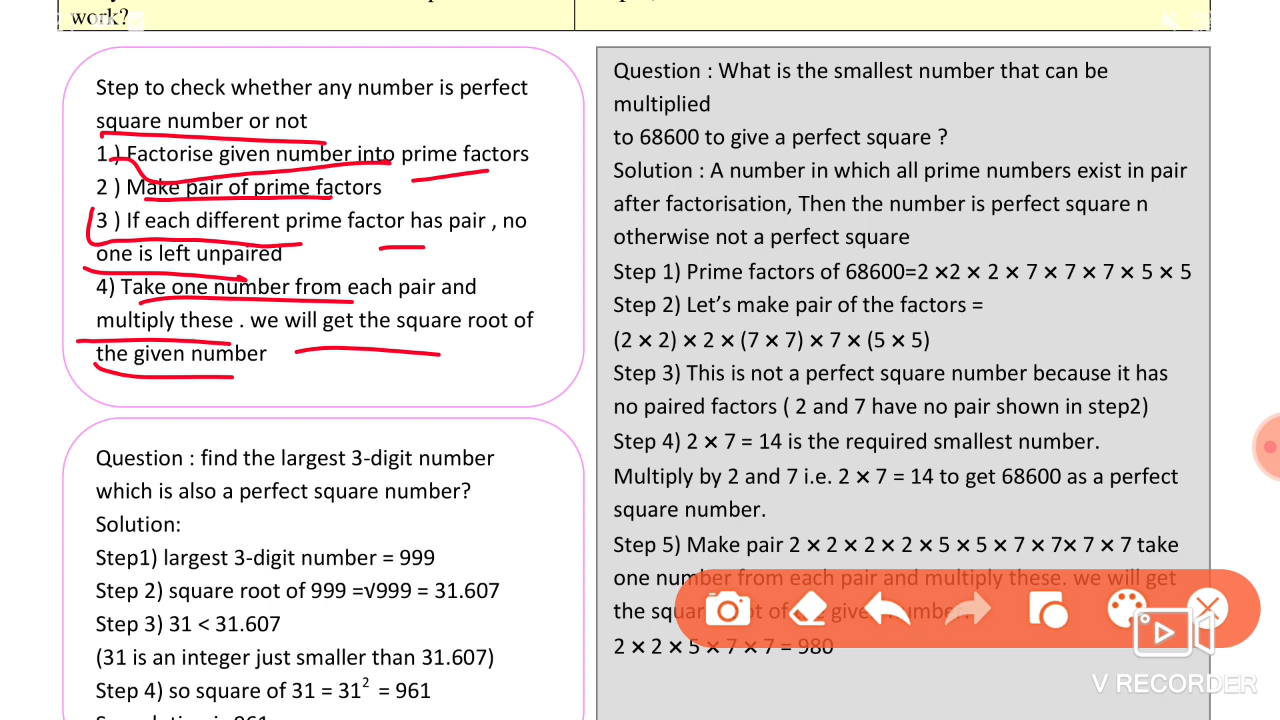 work?
Step to check whether any number is perfect
square number or not
1.) Factorise given number into prime factors
2 ) Make pair of prime factors
3 ) If each different prime factor has pair , no
one is left unpaired
4) Take one number from each pair and
multiply these . we will get the square root of
the given number
Question : find the largest 3-digit number
which is also a perfect square number?
Solution:
Step1) largest 3-digit number = 999
Step 2) square root of 999 =√999 = 31.607
Step 3) 31 < 31.607
(31 is an integer just smaller than 31.607)
Step 4) so square of 31 = 31² = 961
Question : What is the smallest number that can be
multiplied
to 68600 to give a perfect square ?
Solution : A number in which all prime numbers exist in pair
after factorisation, Then the number is perfect square n
otherwise not a perfect square
Step 1) Prime factors of 68600=2 ×2 × 2 × 7 × 7 × 7 × 5 × 5
Step 2) Let’s make pair of the factors =
(2 × 2) × 2 × (7 × 7) × 7 × (5 × 5)
Step 3) This is not a perfect square number because it has
no paired factors ( 2 and 7 have no pair shown in step2)
Step 4) 2 × 7 = 14 is the required smallest number.
Multiply by 2 and 7 i.e. 2 × 7 = 14 to get 68600 as a perfect
square number.
Step 5) Make pair 2 × 2 × 2 × 2 × 5 × 5 × 7 × 7× 7 × 7 take
one number from each pair and multiply these. we will get
the square root of the given number.
2 × 2 × 5 × 7 × 7 = 980
V RECORDER